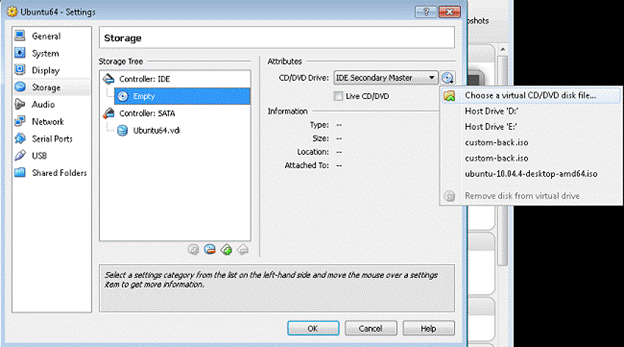 Ubuntu64 - Settings
?
General
System
Display
Storage
Audio
Network
Serial Ports
USB
Shared Folders
Storage
Storage Tree
Controller: IDE
Empty
Controller: SATA
Ubuntu64.vdi
Attributes
CD/DVD Drive: IDE Secondary Master
Live CD/DVD
Information
Type: --
Size: --
Location: --
Attached To: --
Choose a virtual CD/DVD disk file...
Host Drive 'D:'
Host Drive 'E:'
custom-back.iso
custom-back.iso
ubuntu-10.04.4-desktop-amd64.iso
Remove disk from virtual drive
Select a settings category from the list on the left-hand side and move the mouse over a settings
item to get more information.
OK
Cancel
Help